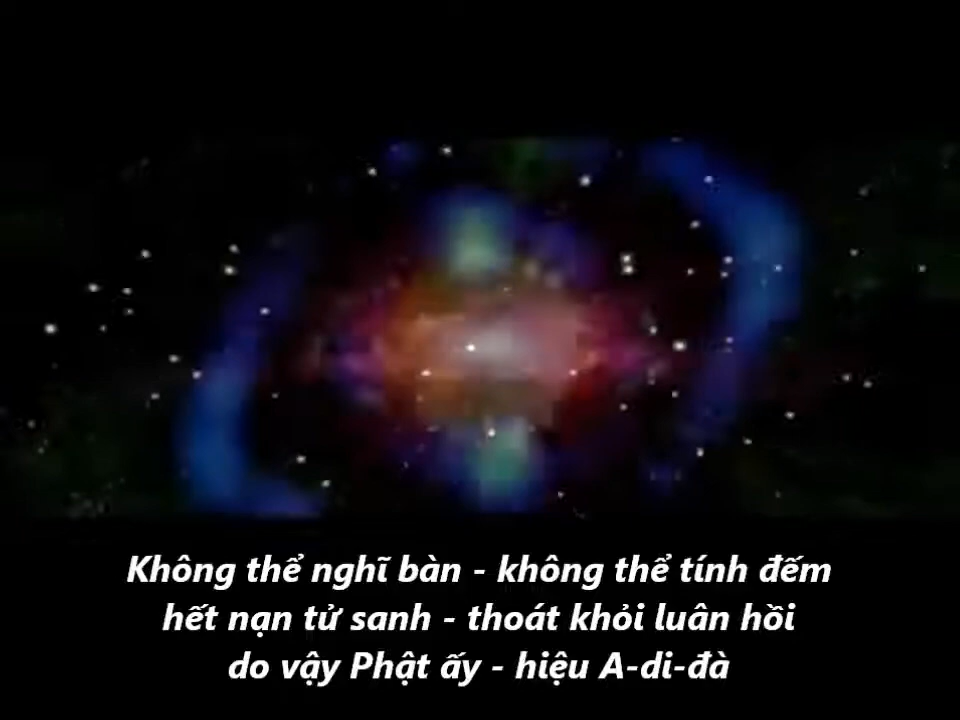 Không thể nghĩ bàn - không thể tính đếm
hết nạn tử sanh - thoát khỏi luân hồi
do vậy Phật ấy - hiệu A-di-đà